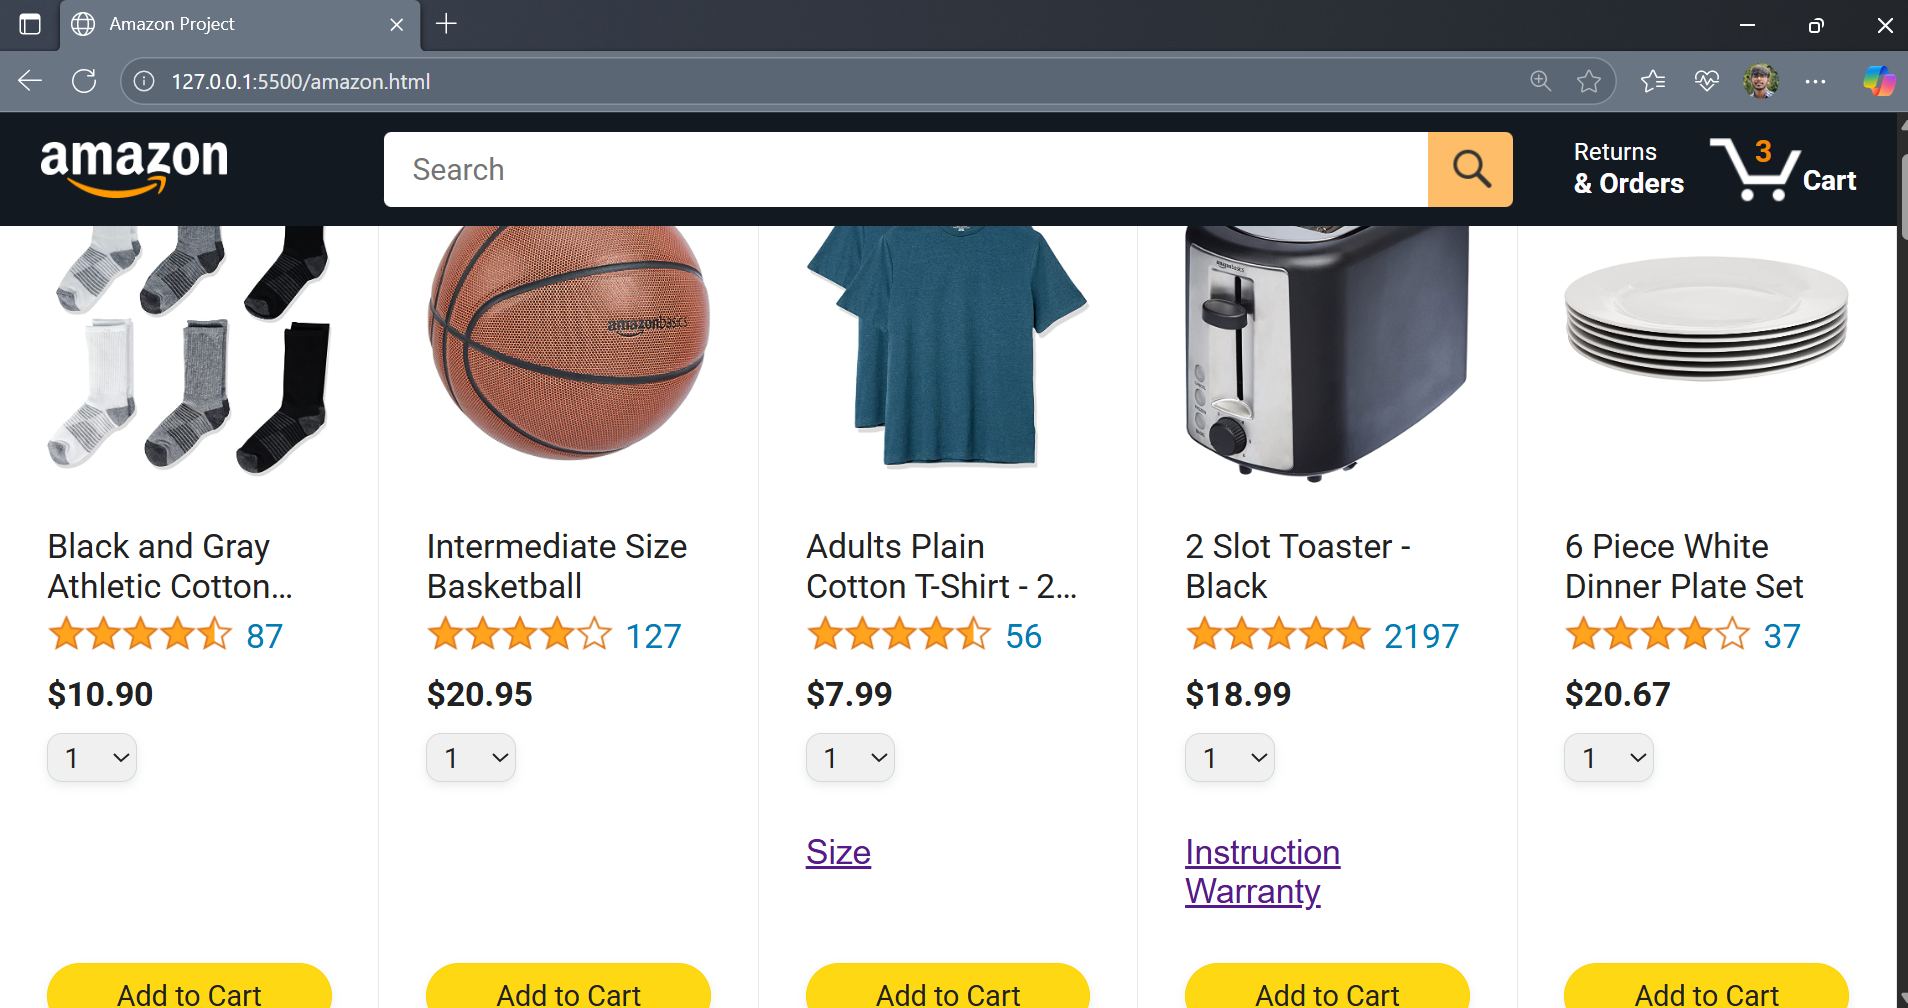 Amazon Project
127.0.0.1:5500/amazon.html
amazon
Search
Returns
& Orders
3
Cart
amazonbasics
amazonbasics
Black and Gray
Athletic Cotton...
87
$10.90
1
Intermediate Size
Basketball
127
$20.95
1
Adults Plain
Cotton T-Shirt - 2...
56
$7.99
1
Size
2 Slot Toaster -
Black
2197
$18.99
1
Instruction
Warranty
6 Piece White
Dinner Plate Set
37
$20.67
1
Add to Cart
Add to Cart
Add to Cart
Add to Cart
Add to Cart